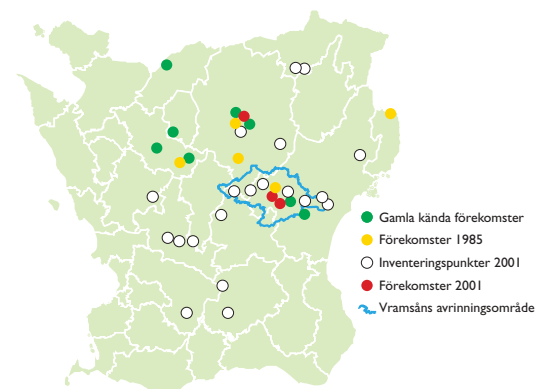 Gamla kända förekomster
Förekomster 1985
Inventeringspunkter 2001
Förekomster 2001
Vramsåns avrinningsområde